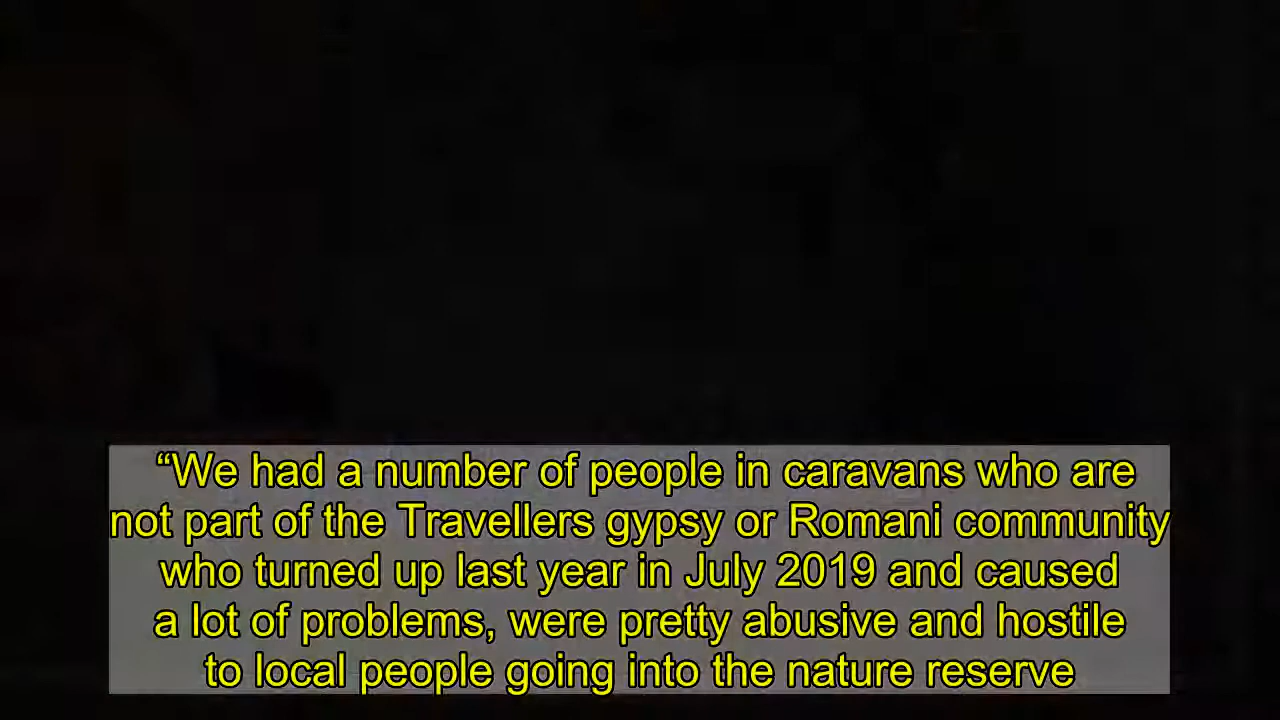 “We had a number of people in caravans who are
not part of the Travellers gypsy or Romani community
who turned up last year in July 2019 and caused
a lot of problems, were pretty abusive and hostile
to local people going into the nature reserve